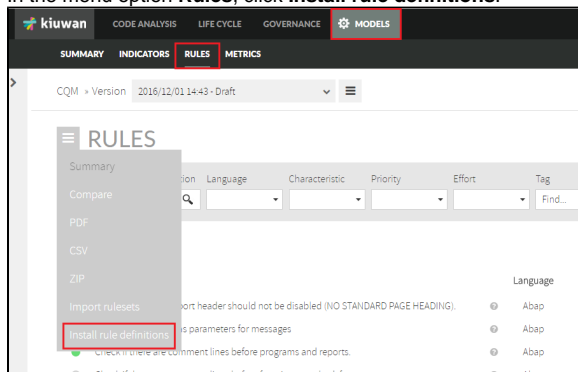 In the menu option Rules, click Install rule definitions.
kiuwan CODE ANALYSIS LIFE CYCLE GOVERNANCE MODELS
SUMMARY INDICATORS RULES METRICS
CQM » Version 2016/12/01 14:43 - Draft
RULES
Summary
Language Characteristic Priority Effort Tag
Compare
Find...
PDF
CSV
ZIP
Language
Import rulesets
header should not be disabled (NO STANDARD PAGE HEADING). Abap
Install rule definitions
parameters for messages Abap
Check if there are comment lines before programs and reports. Abap